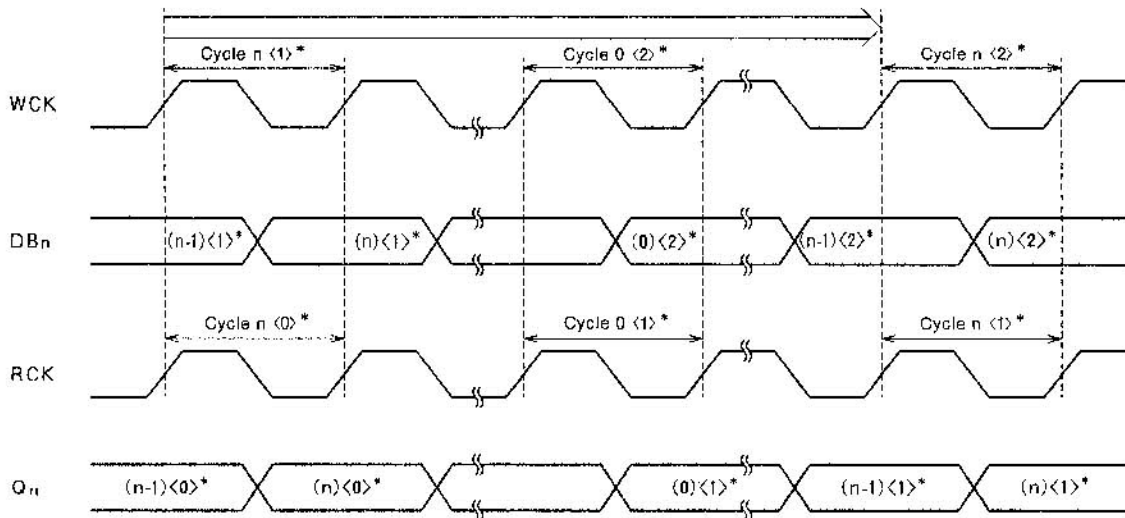 Cycle n ⟨1⟩* Cycle 0 ⟨2⟩* Cycle n ⟨2⟩*
WCK
DBn (n-1)⟨1⟩* (n)⟨1⟩* (0)⟨2⟩* (n-1)⟨2⟩* (n)⟨2⟩*
Cycle n ⟨0⟩* Cycle 0 ⟨1⟩* Cycle n ⟨1⟩*
RCK
Qn (n-1)⟨0⟩* (n)⟨0⟩* (0)⟨1⟩* (n-1)⟨1⟩* (n)⟨1⟩*